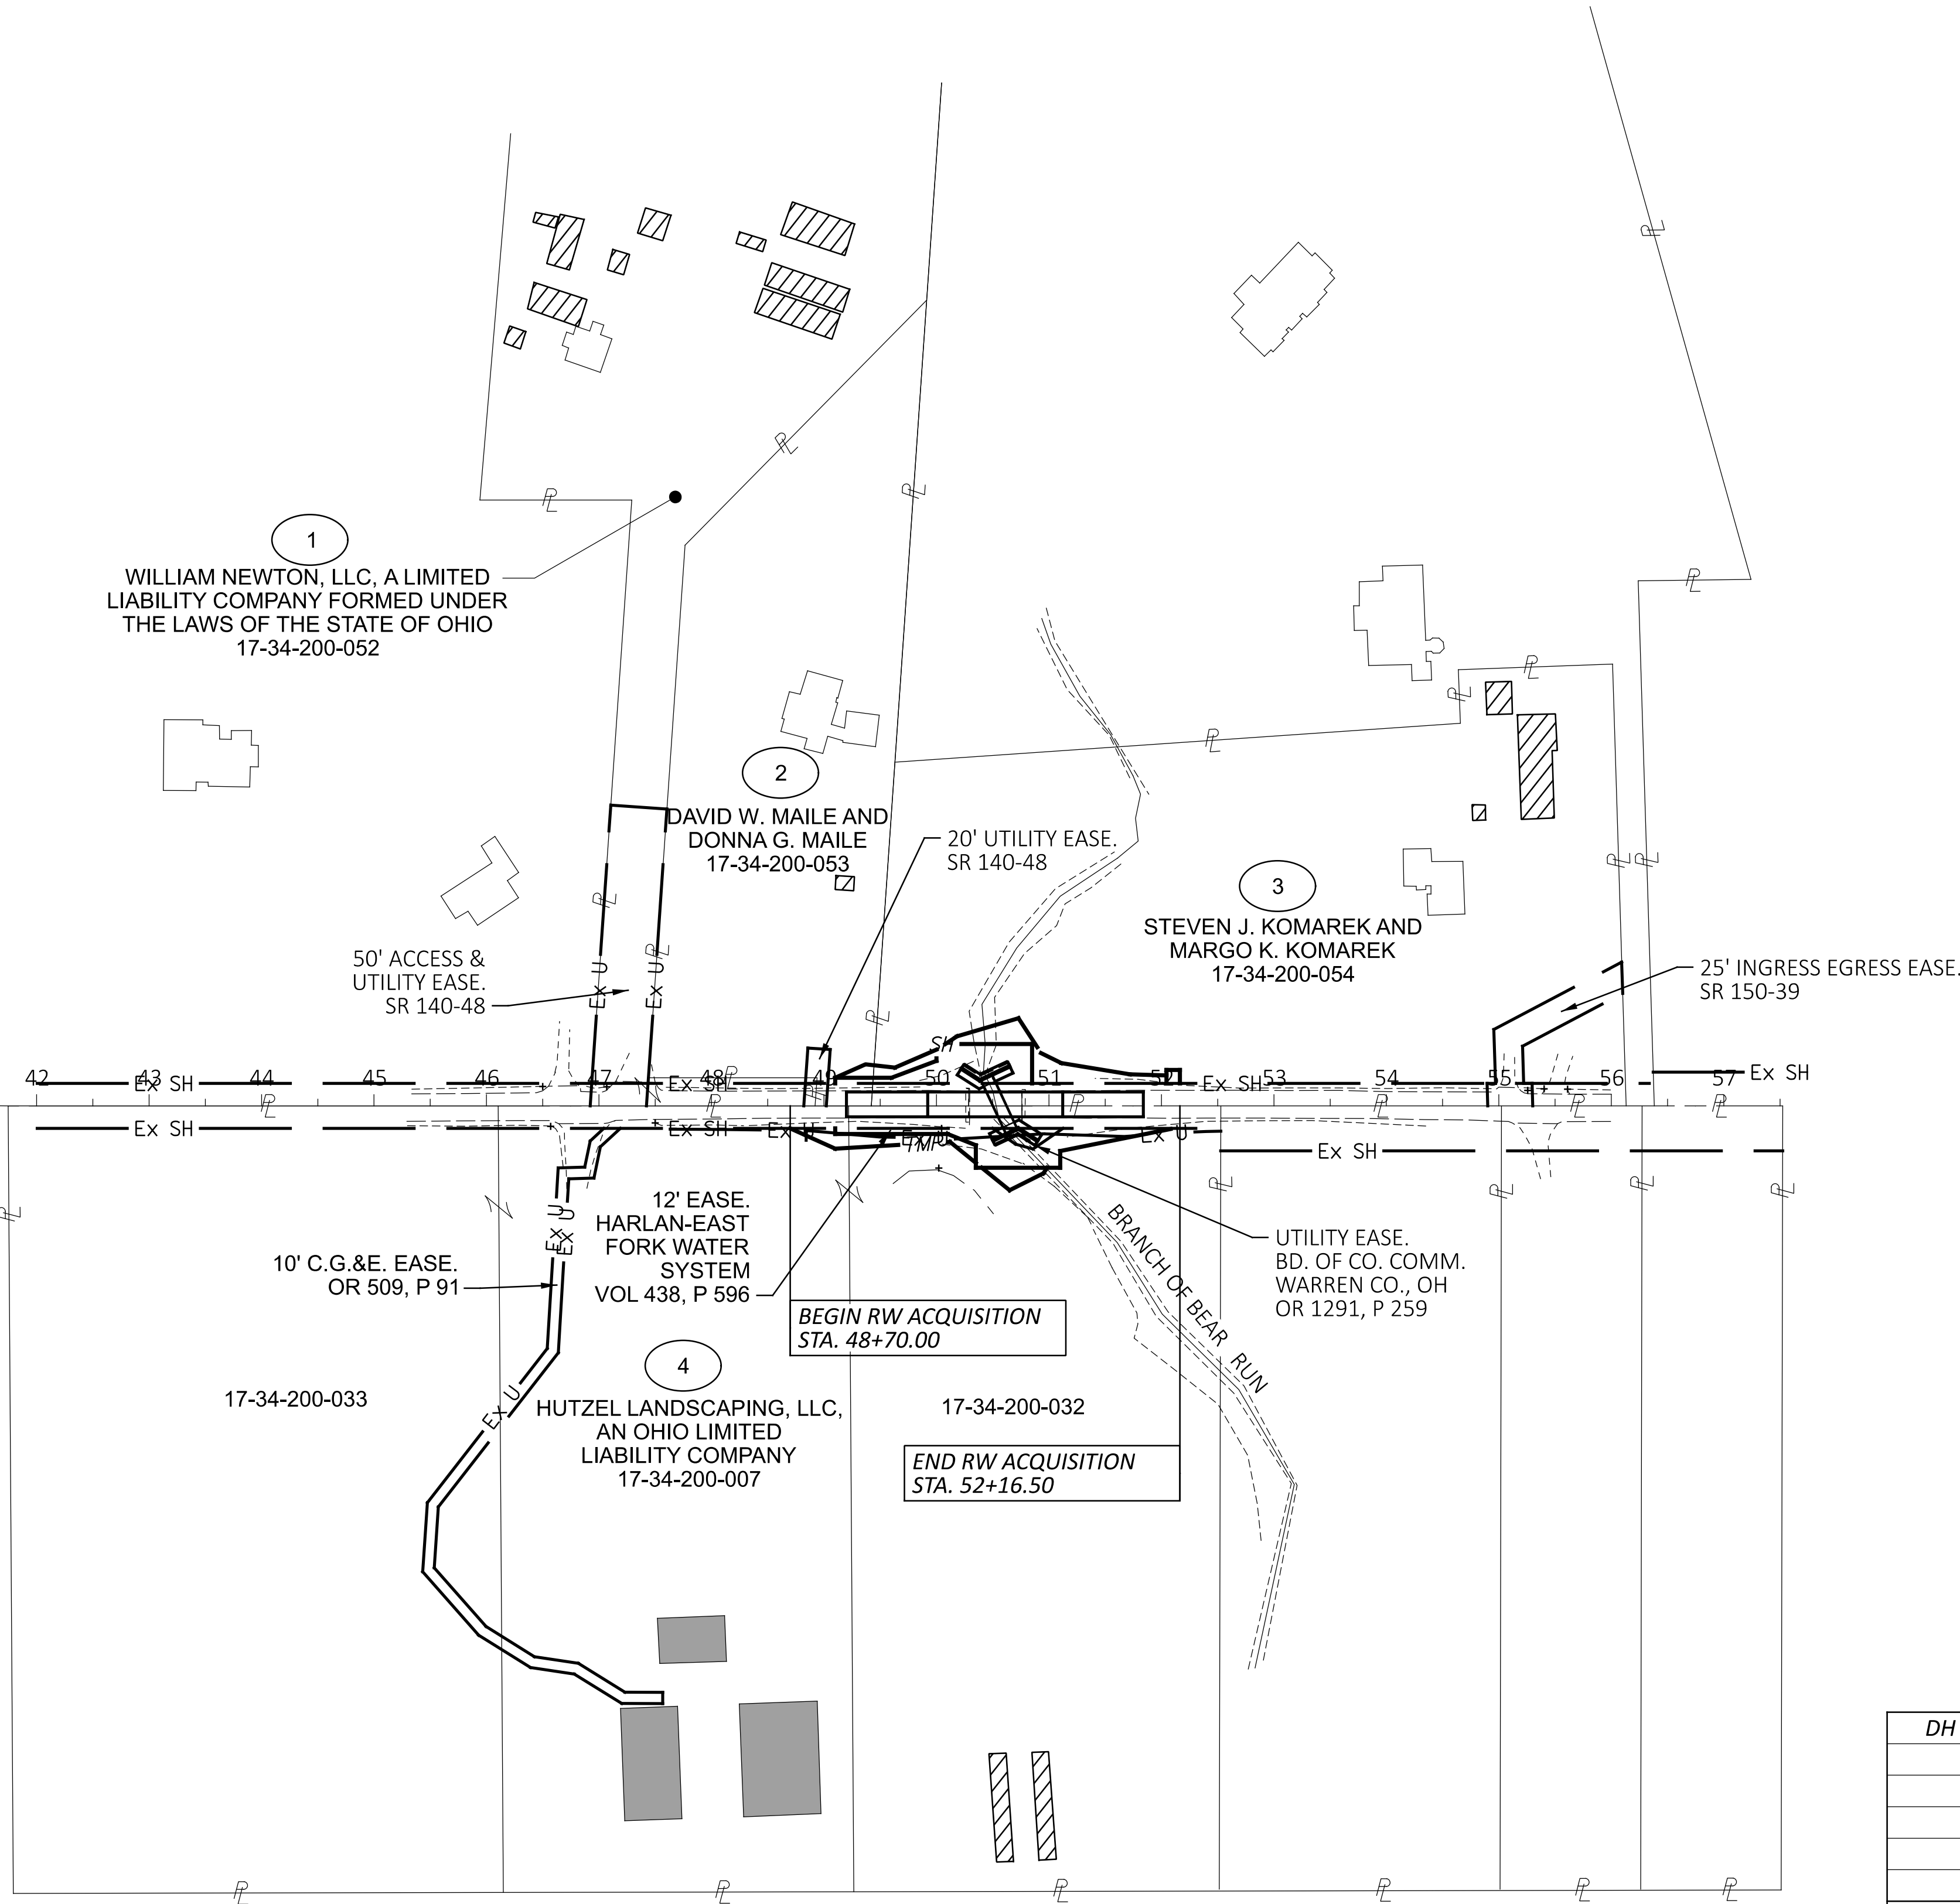 1
WILLIAM NEWTON, LLC, A LIMITED
LIABILITY COMPANY FORMED UNDER
THE LAWS OF THE STATE OF OHIO
17-34-200-052
2
DAVID W. MAILE AND
DONNA G. MAILE
17-34-200-053
20' UTILITY EASE.
SR 140-48
3
STEVEN J. KOMAREK AND
MARGO K. KOMAREK
17-34-200-054
50' ACCESS &
UTILITY EASE.
SR 140-48
Ex U
Ex U
25' INGRESS EGRESS EASE.
SR 150-39
SH
42 43 44 45 46 47 48 49 50 51 52 53 54 55 56 57
Ex SH
Ex SH
Ex SH
Ex SH
Ex SH
Ex SH
Ex U
Ex U
TMP
Ex U
Ex SH
12' EASE.
HARLAN-EAST
FORK WATER
SYSTEM
VOL 438, P 596
Ex U
Ex U
10' C.G.&E. EASE.
OR 509, P 91
UTILITY EASE.
BD. OF CO. COMM.
WARREN CO., OH
OR 1291, P 259
BRANCH OF BEAR RUN
BEGIN RW ACQUISITION
STA. 48+70.00
4
HUTZEL LANDSCAPING, LLC,
AN OHIO LIMITED
LIABILITY COMPANY
17-34-200-007
17-34-200-033
Ex U
17-34-200-032
END RW ACQUISITION
STA. 52+16.50
DH